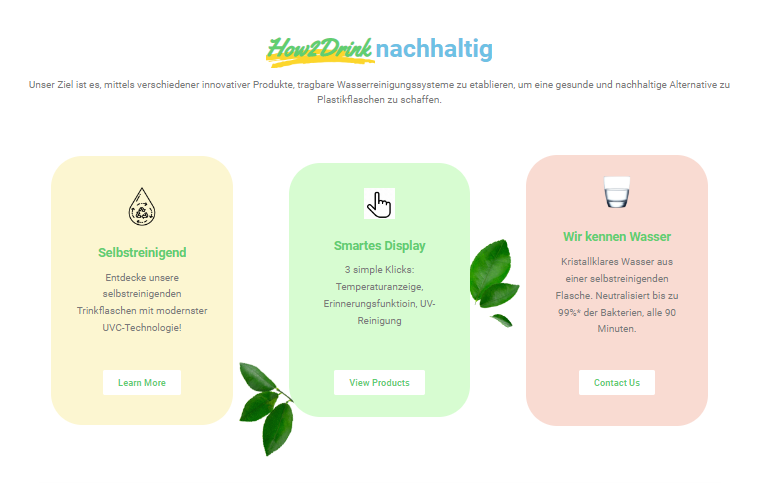 How2Drink nachhaltig
Unser Ziel ist es, mittels verschiedener innovativer Produkte, tragbare Wasserreinigungssysteme zu etablieren, um eine gesunde und nachhaltige Alternative zu
Plastikflaschen zu schaffen.
Selbstreinigend
Entdecke unsere
selbstreinigenden
Trinkflaschen mit modernster
UVC-Technologie!
Learn More
Smartes Display
3 simple Klicks:
Temperaturanzeige,
Erinnerungsfunktioin, UV-
Reinigung
View Products
Wir kennen Wasser
Kristallklares Wasser aus
einer selbstreinigenden
Flasche. Neutralisiert bis zu
99%* der Bakterien, alle 90
Minuten.
Contact Us